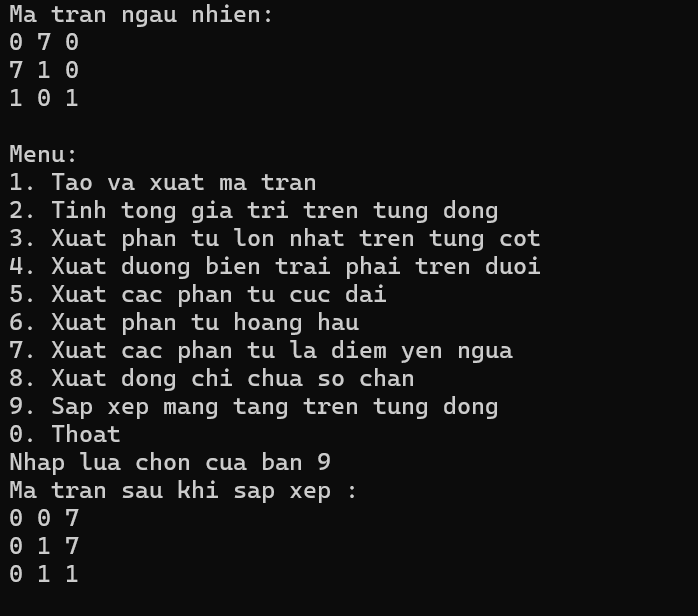 Ma tran ngau nhien:
0 7 0
7 1 0
1 0 1
Menu:
1. Tao va xuat ma tran
2. Tinh tong gia tri tren tung dong
3. Xuat phan tu lon nhat tren tung cot
4. Xuat duong bien trai phai tren duoi
5. Xuat cac phan tu cuc dai
6. Xuat phan tu hoang hau
7. Xuat cac phan tu la diem yen ngua
8. Xuat dong chi chua so chan
9. Sap xep mang tang tren tung dong
0. Thoat
Nhap lua chon cua ban 9
Ma tran sau khi sap xep :
0 0 7
0 1 7
0 1 1